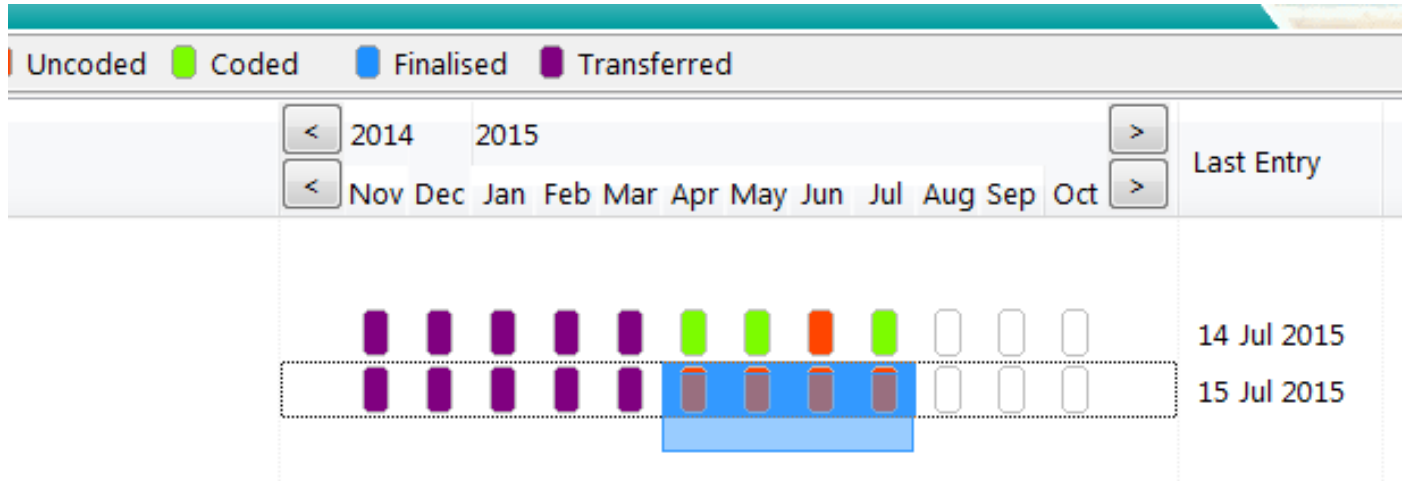 Uncoded Coded Finalised Transferred
< 2014 2015 >
Last Entry
< Nov Dec Jan Feb Mar Apr May Jun Jul Aug Sep Oct >
14 Jul 2015
15 Jul 2015